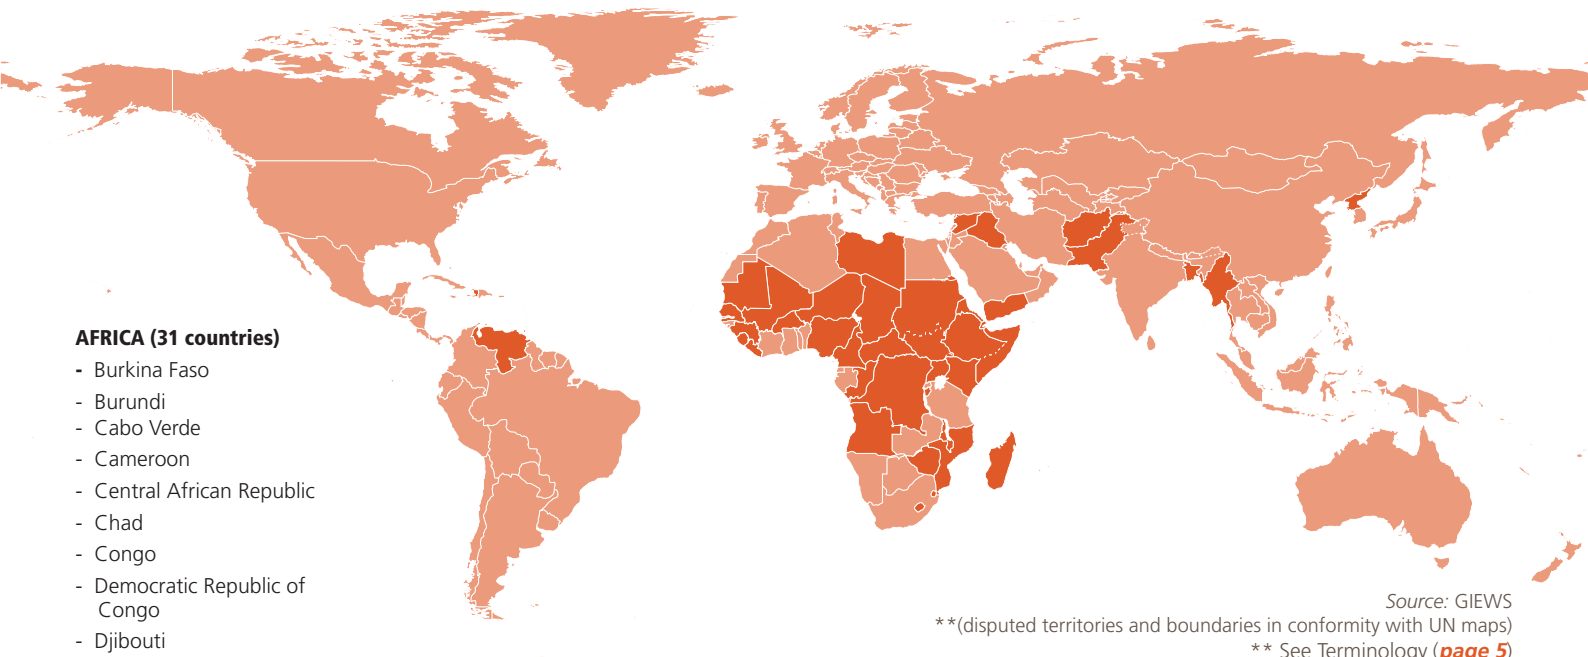 AFRICA (31 countries)
- Burkina Faso
- Burundi
- Cabo Verde
- Cameroon
- Central African Republic
- Chad
- Congo
- Democratic Republic of
Congo
- Djibouti
Source: GIEWS
**(disputed territories and boundaries in conformity with UN maps)
** See Terminology (page 5)